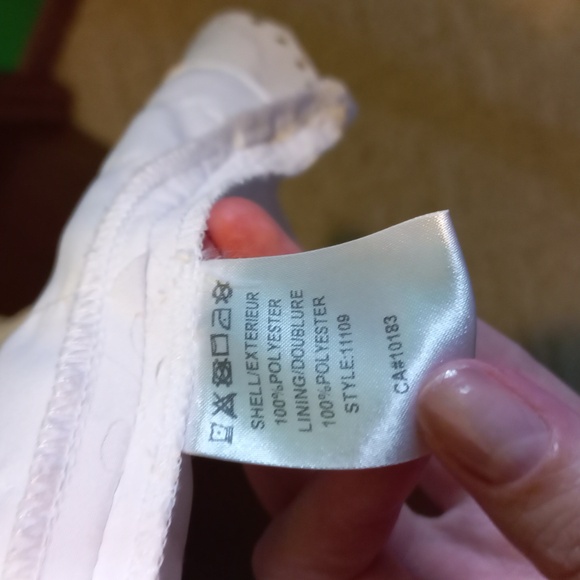 SHELL/EXTERIEUR
100%POLYESTER
LINING/DOUBLURE
100%POLYESTER
STYLE:11109
CA#10183